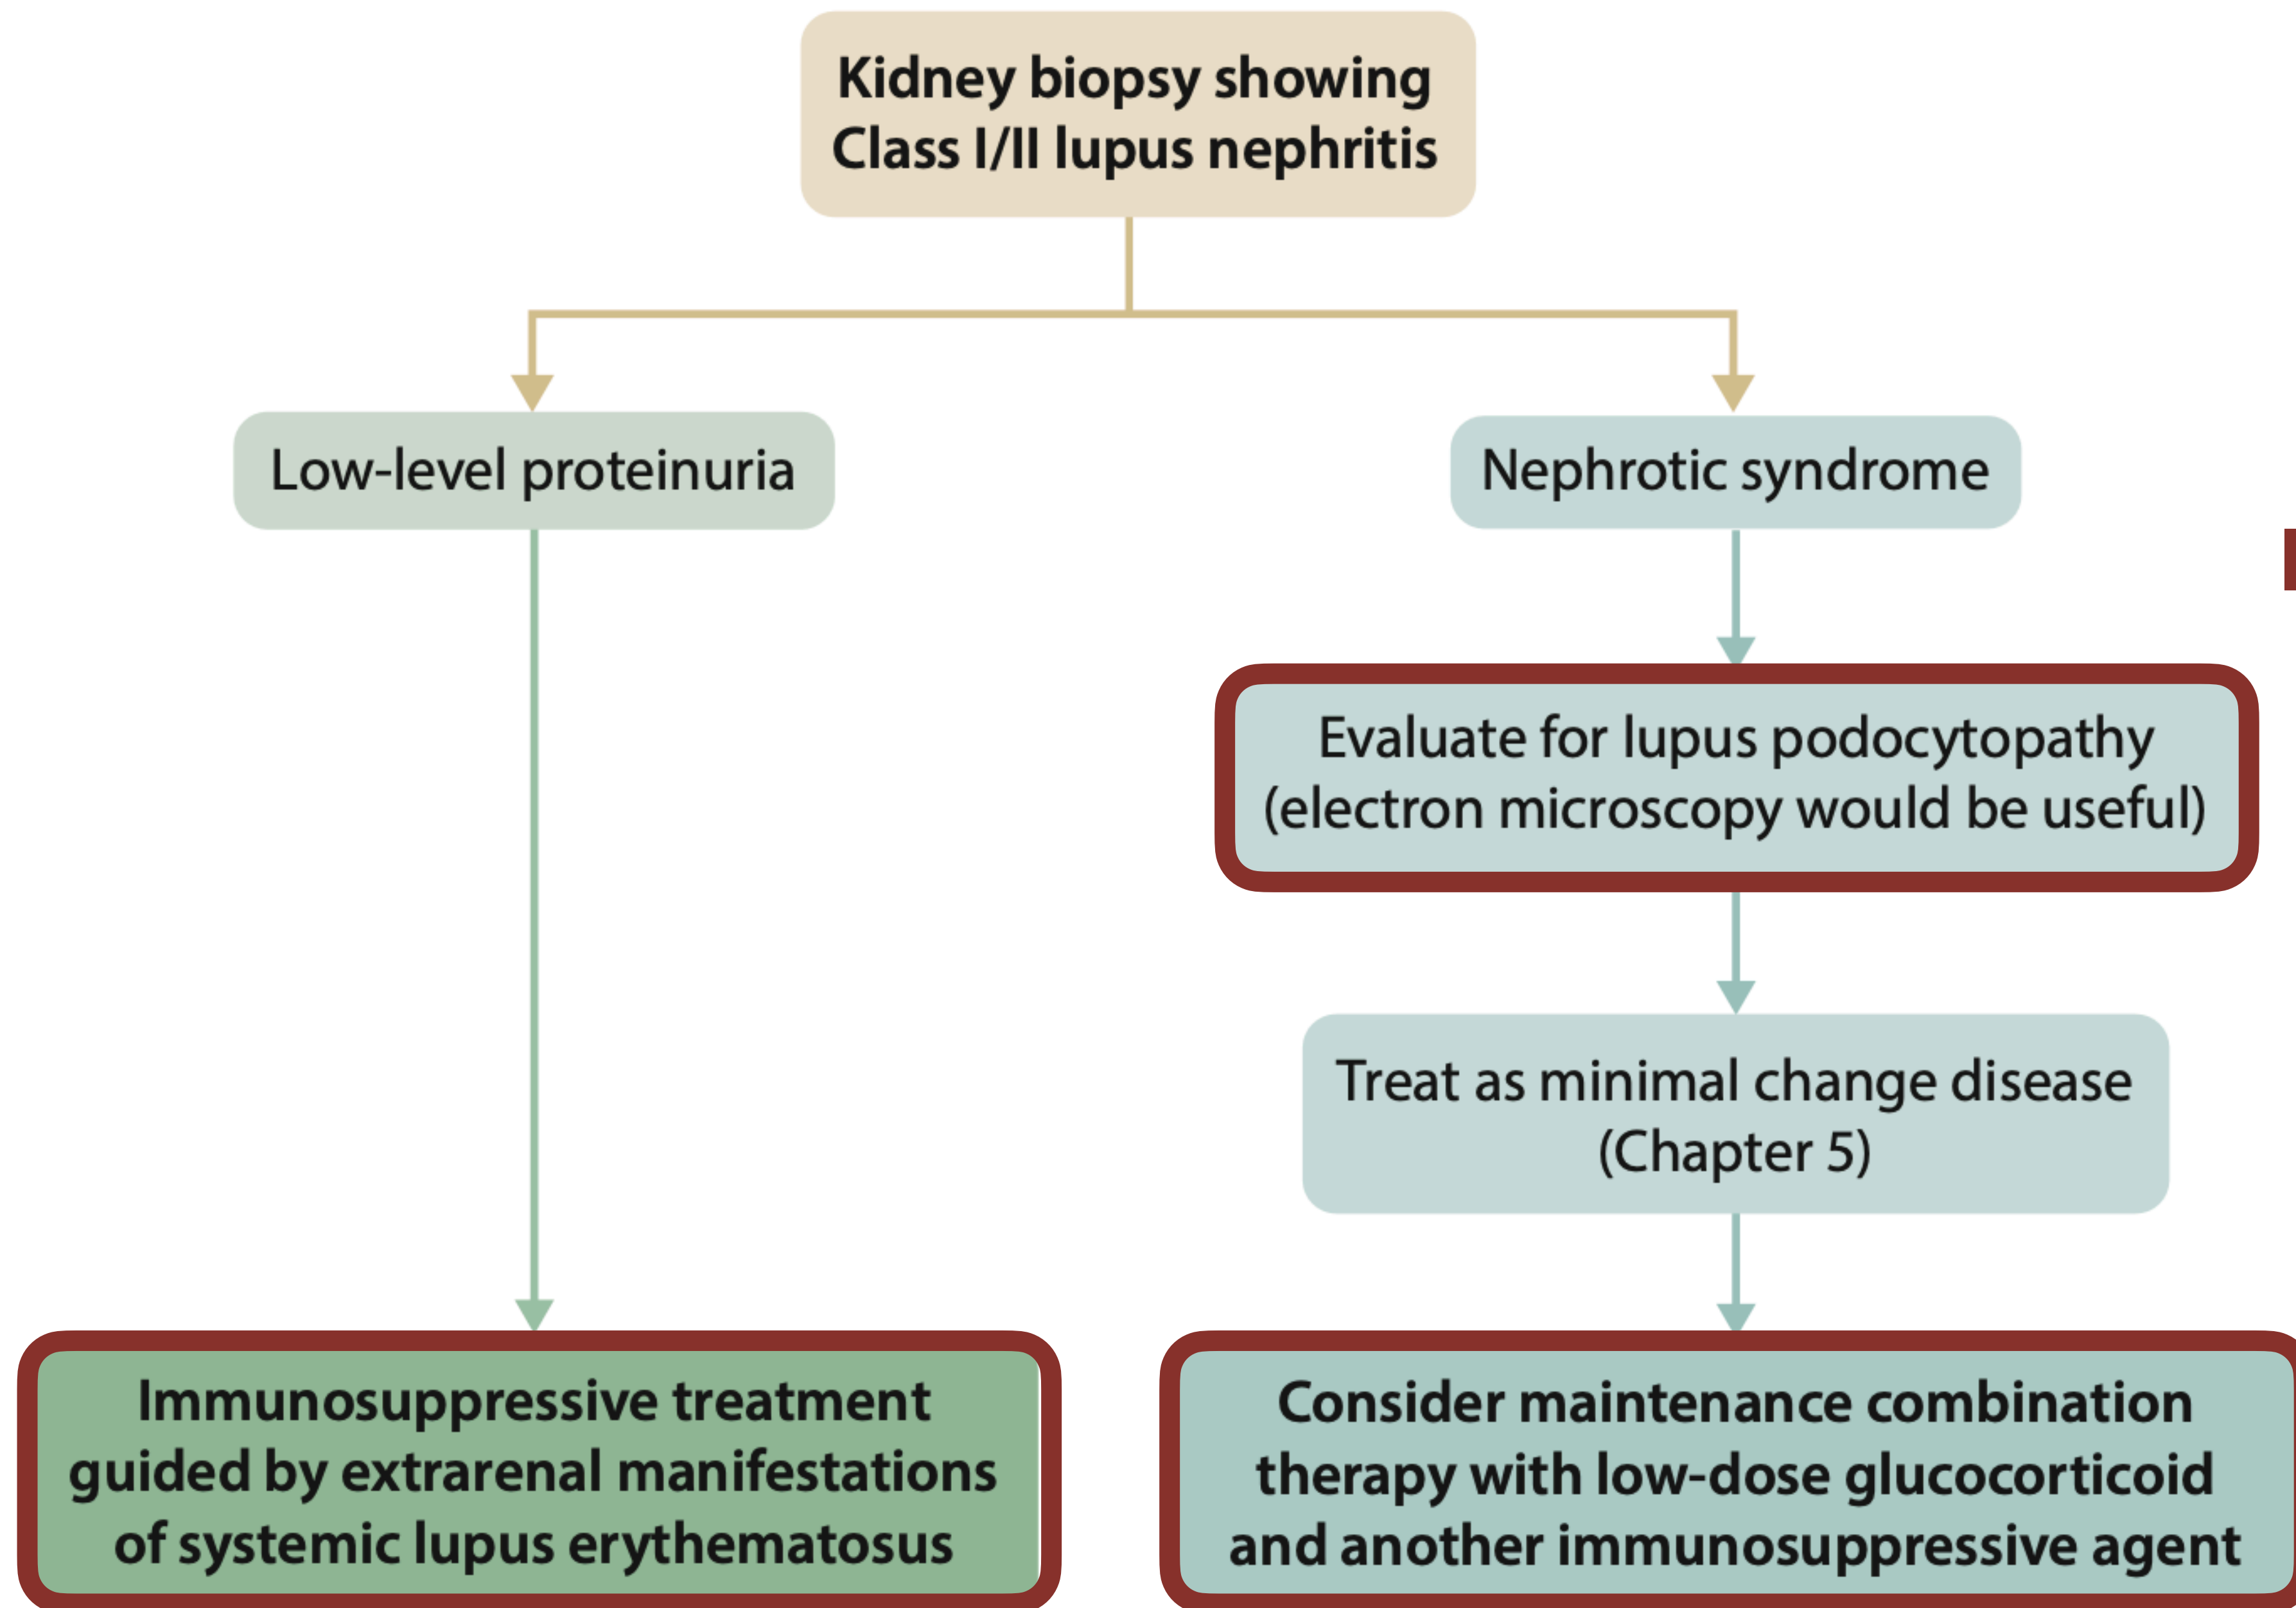 Kidney biopsy showing
Class I/II lupus nephritis
Low-level proteinuria
Nephrotic syndrome
Evaluate for lupus podocytopathy
(electron microscopy would be useful)
Treat as minimal change disease
(Chapter 5)
Immunosuppressive treatment
guided by extrarenal manifestations
of systemic lupus erythematosus
Consider maintenance combination
therapy with low-dose glucocorticoid
and another immunosuppressive agent